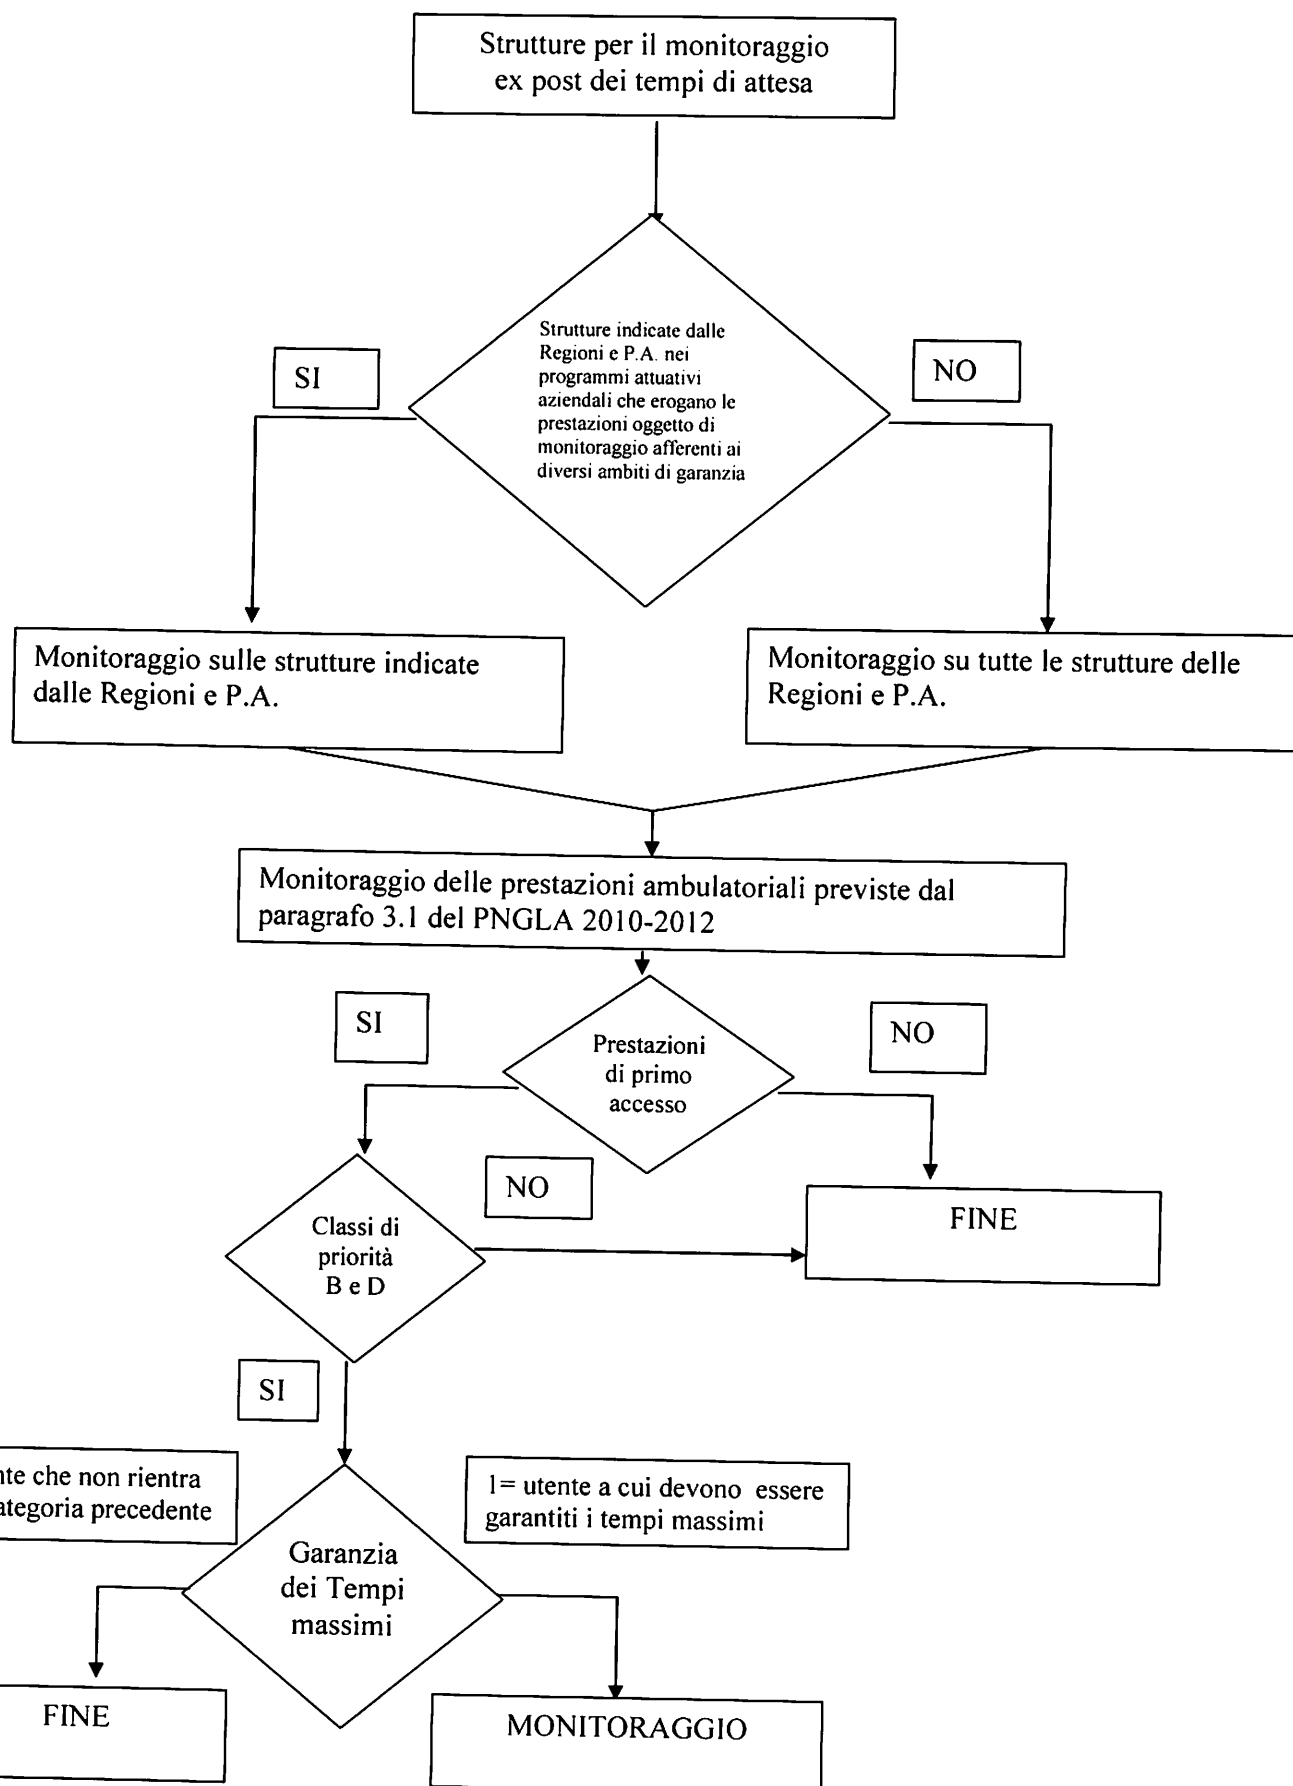 Strutture per il monitoraggio
ex post dei tempi di attesa
Strutture indicate dalle
Regioni e P.A. nei
programmi attuativi
aziendali che erogano le
prestazioni oggetto di
monitoraggio afferenti ai
diversi ambiti di garanzia
SI
NO
Monitoraggio sulle strutture indicate
dalle Regioni e P.A.
Monitoraggio su tutte le strutture delle
Regioni e P.A.
Monitoraggio delle prestazioni ambulatoriali previste dal
paragrafo 3.1 del PNGLA 2010-2012
SI
NO
Prestazioni
di primo
accesso
NO
FINE
Classi di
priorità
B e D
SI
che non rientra
precedente
1= utente a cui devono essere
garantiti i tempi massimi
Garanzia
dei Tempi
massimi
FINE
MONITORAGGIO